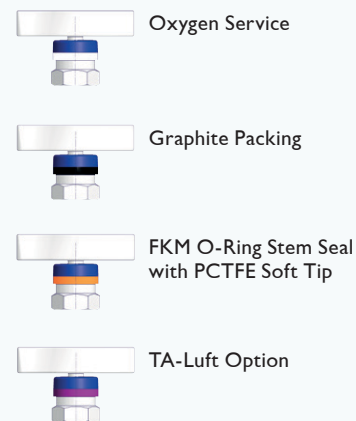 Oxygen Service
Graphite Packing
FKM O-Ring Stem Seal
with PCTFE Soft Tip
TA-Luft Option